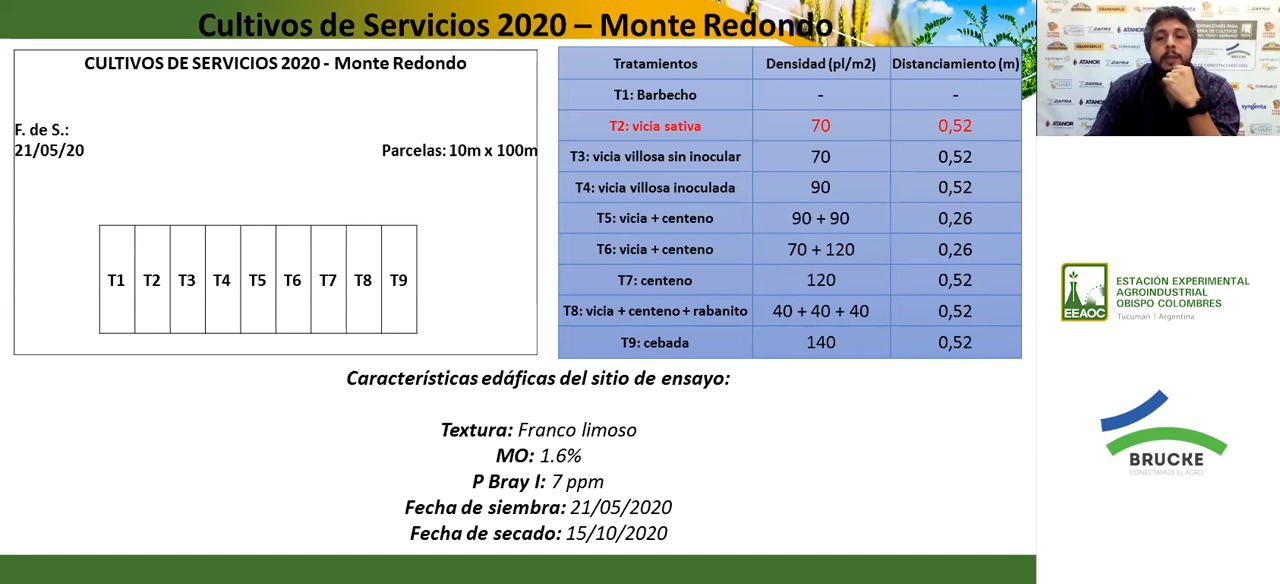 Cultivos de Servicios 2020 – Monte Redondo
CULTIVOS DE SERVICIOS 2020 - Monte Redondo
F. de S.:
21/05/20
Parcelas: 10m x 100m
T1 T2 T3 T4 T5 T6 T7 T8 T9
Tratamientos Densidad (pl/m2) Distanciamiento (m)
T1: Barbecho - -
T2: vicia sativa 70 0,52
T3: vicia villosa sin inocular 70 0,52
T4: vicia villosa inoculada 90 0,52
T5: vicia + centeno 90 + 90 0,26
T6: vicia + centeno 70 + 120 0,26
T7: centeno 120 0,52
T8: vicia + centeno + rabanito 40 + 40 + 40 0,52
T9: cebada 140 0,52
Características edáficas del sitio de ensayo:
Textura: Franco limoso
MO: 1.6%
P Bray I: 7 ppm
Fecha de siembra: 21/05/2020
Fecha de secado: 15/10/2020
ZAFRA
ATANOR
syngenta
EEAOC
ESTACIÓN EXPERIMENTAL
AGROINDUSTRIAL
OBISPO COLOMBRES
Tucumán | Argentina
BRUCKE
CONECTAMOS EL AGRO